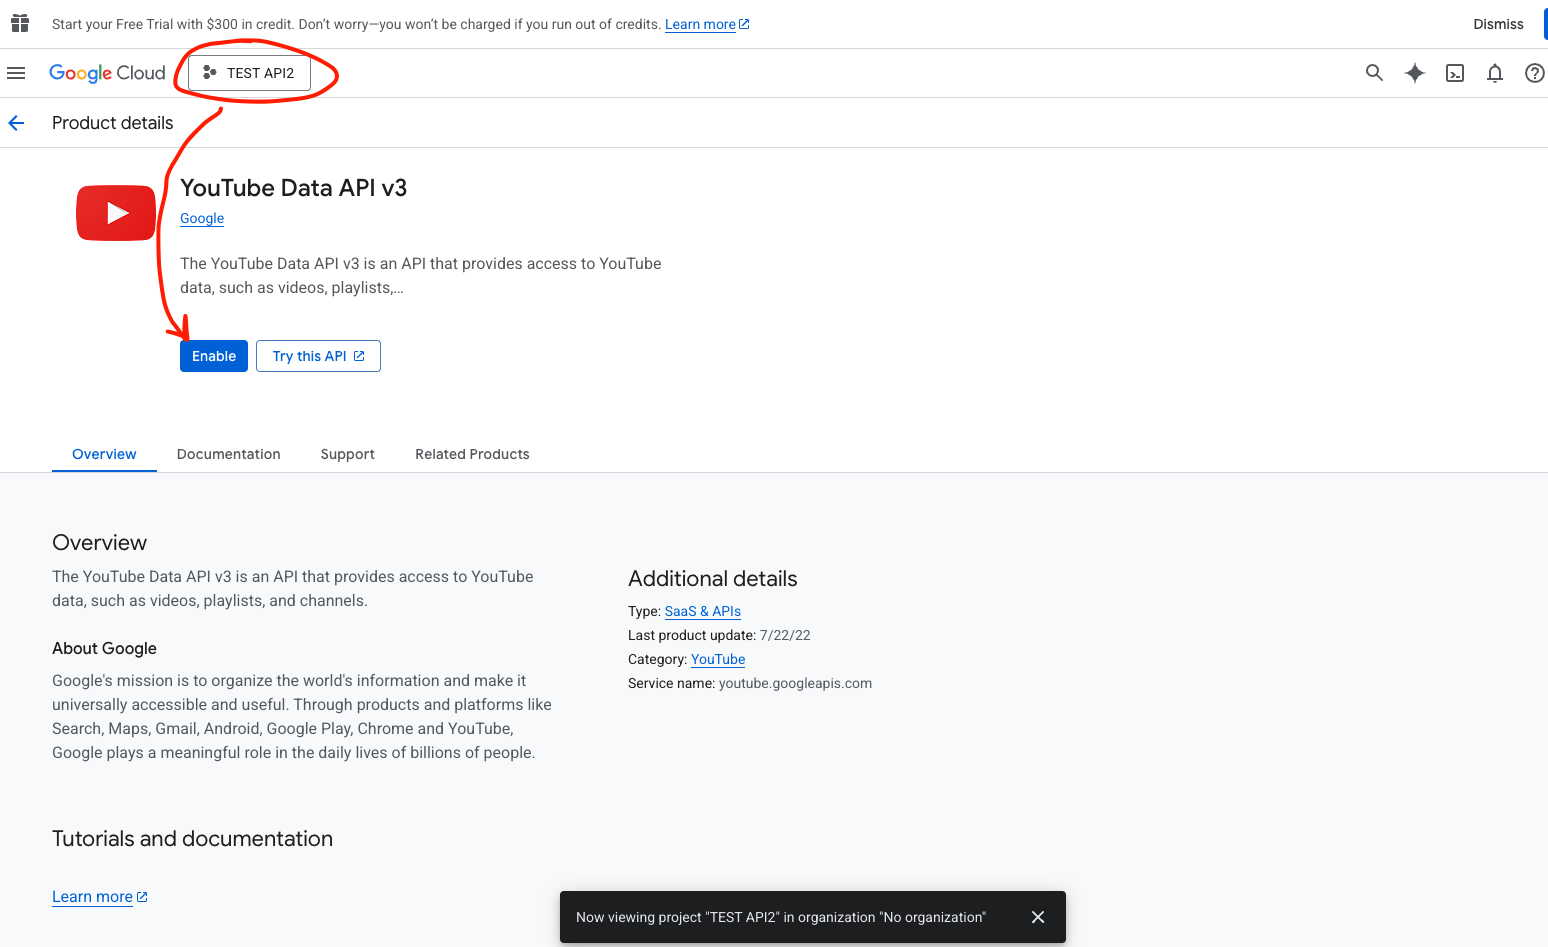 Start your Free Trial with $300 in credit. Don’t worry—you won’t be charged if you run out of credits. Learn more
Dismiss
Google Cloud
TEST API2
Product details
YouTube Data API v3
Google
The YouTube Data API v3 is an API that provides access to YouTube
data, such as videos, playlists,...
Enable
Try this API
Overview
Documentation
Support
Related Products
Overview
The YouTube Data API v3 is an API that provides access to YouTube
data, such as videos, playlists, and channels.
About Google
Google's mission is to organize the world's information and make it
universally accessible and useful. Through products and platforms like
Search, Maps, Gmail, Android, Google Play, Chrome and YouTube,
Google plays a meaningful role in the daily lives of billions of people.
Additional details
Type: SaaS & APIs
Last product update: 7/22/22
Category: YouTube
Service name: youtube.googleapis.com
Tutorials and documentation
Learn more
Now viewing project "TEST API2" in organization "No organization"